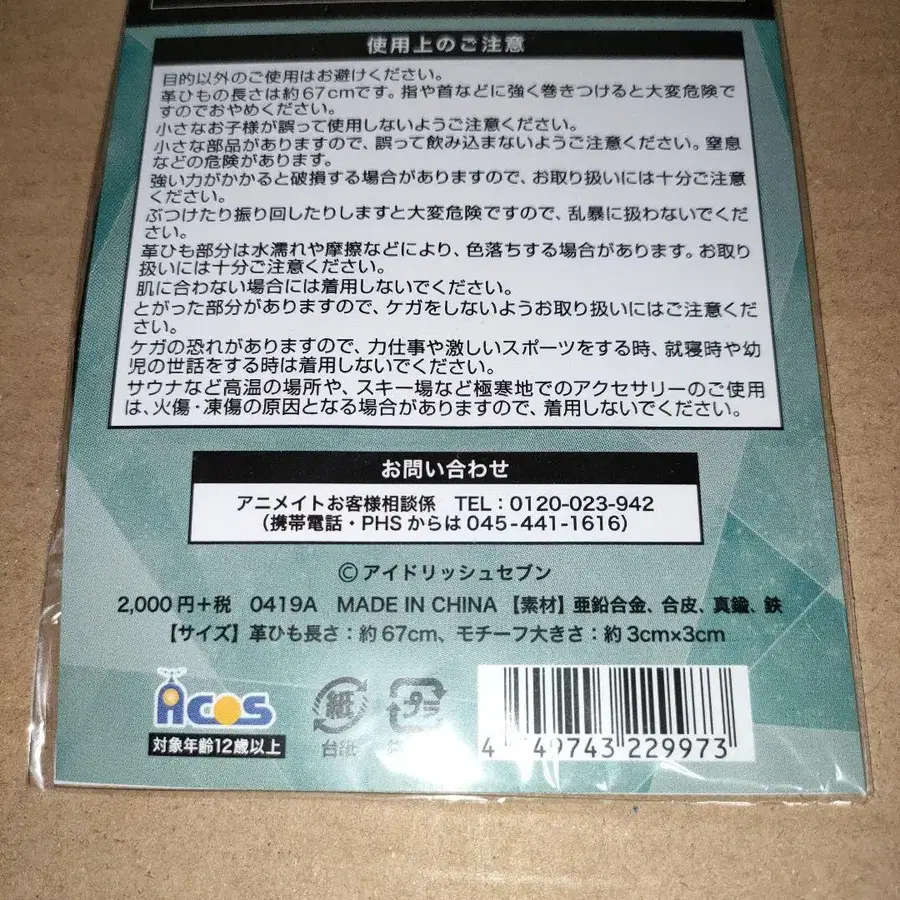 使用上のご注意
目的以外のご使用はお避けください。
革ひもの長さは約67cmです。指や首などに強く巻きつけると大変危険で
すのでおやめください。
小さなお子様が誤って使用しないようご注意ください。
小さな部品がありますので、誤って飲み込まないようご注意ください。窒息
などの危険があります。
強い力がかかると破損する場合がありますので、お取り扱いには十分ご注意
ください。
ぶつけたり振り回したりしますと大変危険ですので、乱暴に扱わないでくだ
さい。
革ひも部分は水濡れや摩擦などにより、色落ちする場合があります。お取り
扱いには十分ご注意ください。
肌に合わない場合には着用しないでください。
とがった部分がありますので、ケガをしないようお取り扱いにはご注意くださ
い。
ケガの恐れがありますので、力仕事や激しいスポーツをする時、就寝時や幼
児の世話をする時は着用しないでください。
サウナなど高温の場所や、スキー場など極寒地でのアクセサリーのご使用
は、火傷・凍傷の原因となる場合がありますので、着用しないでください。
お問い合わせ
アニメイトお客様相談係 TEL：0120-023-942
（携帯電話・PHSからは045-441-1616）
©アイドリッシュセブン
2,000円+税 0419A MADE IN CHINA 【素材】亜鉛合金、合皮、真鍮、鉄
【サイズ】革ひも長さ：約67cm、モチーフ大きさ：約3cm×3cm
ACOS
対象年齢12歳以上
紙
台紙
プラ
229973